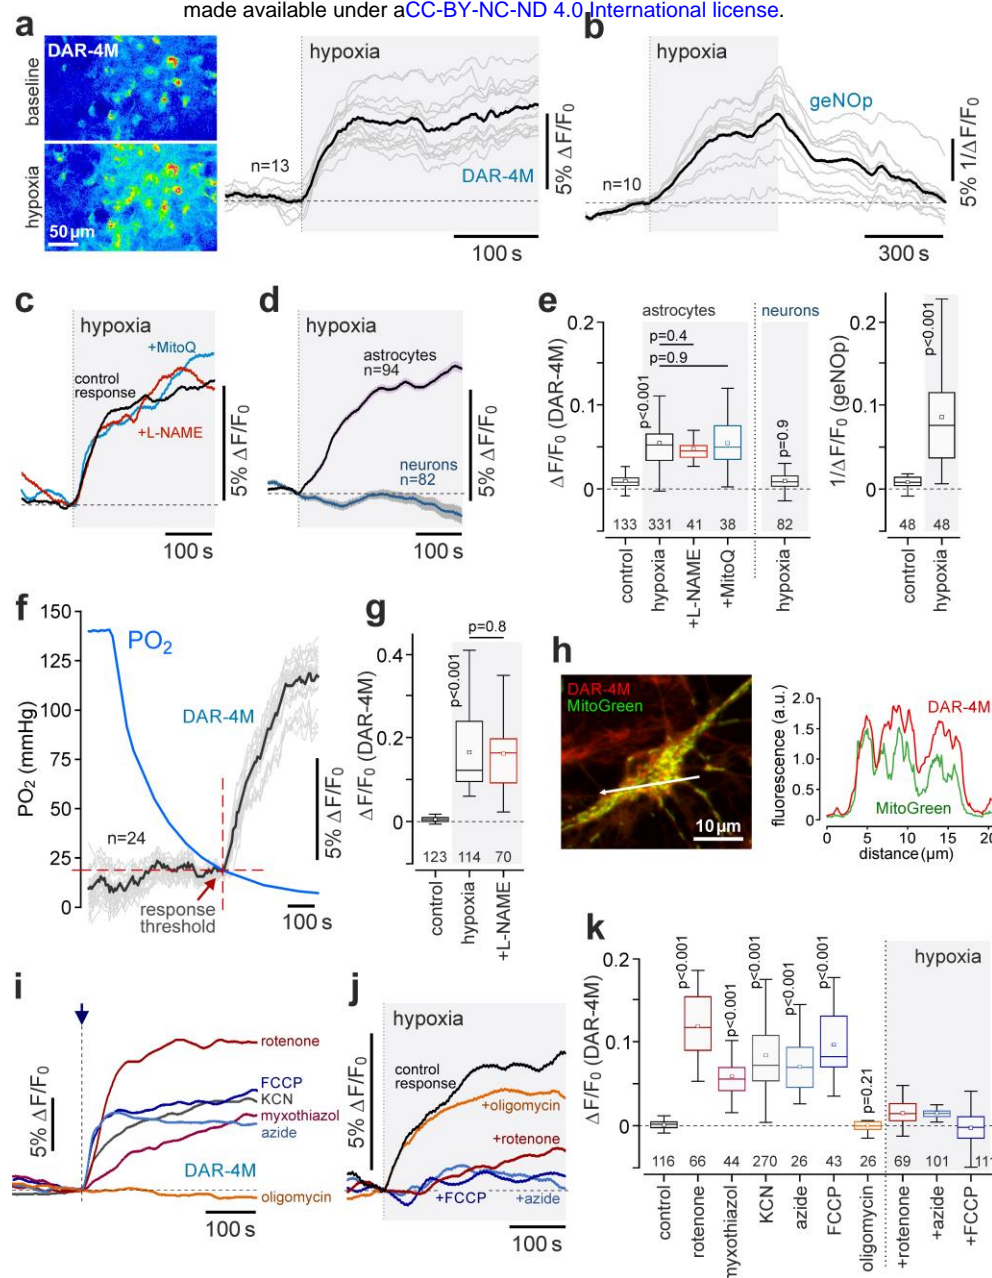 made available under aCC-BY-NC-ND 4.0 International license.
a
DAR-4M
baseline
hypoxia
50 µm
hypoxia
n=13
DAR-4M
5% ΔF/F0
100 s
b
hypoxia
geNOp
n=10
5% 1/ΔF/F0
300 s
c
hypoxia
+MitoQ
control
response
+L-NAME
5% ΔF/F0
100 s
d
hypoxia
astrocytes
n=94
neurons
n=82
5% ΔF/F0
100 s
e
astrocytes
neurons
ΔF/F0 (DAR-4M)
0.2
0.1
0
p<0.001
p=0.4
p=0.9
p=0.9
133 331 41 38 82
control
hypoxia
+L-NAME
+MitoQ
hypoxia
1/ΔF/F0 (geNOp)
0.2
0.1
0
p<0.001
48 48
control
hypoxia
f
PO2 (mmHg)
150
125
100
75
50
25
0
PO2
DAR-4M
n=24
response
threshold
5% ΔF/F0
100 s
g
ΔF/F0 (DAR-4M)
0.4
0.2
0
p<0.001
p=0.8
123 114 70
control
hypoxia
+L-NAME
h
DAR-4M
MitoGreen
10 µm
fluorescence (a.u.)
2.0
1.5
1.0
0.5
0
DAR-4M
MitoGreen
0 5 10 15 20
distance (µm)
i
rotenone
FCCP
KCN
myxothiazol
azide
DAR-4M
oligomycin
5% ΔF/F0
100 s
j
hypoxia
control
response
+oligomycin
+rotenone
+FCCP
+azide
5% ΔF/F0
100 s
k
hypoxia
ΔF/F0 (DAR-4M)
0.2
0.1
0
p<0.001
p<0.001
p<0.001
p<0.001
p<0.001
p=0.21
116 66 44 270 26 43 26 69 101 111
control
rotenone
myxothiazol
KCN
azide
FCCP
oligomycin
+rotenone
+azide
+FCCP